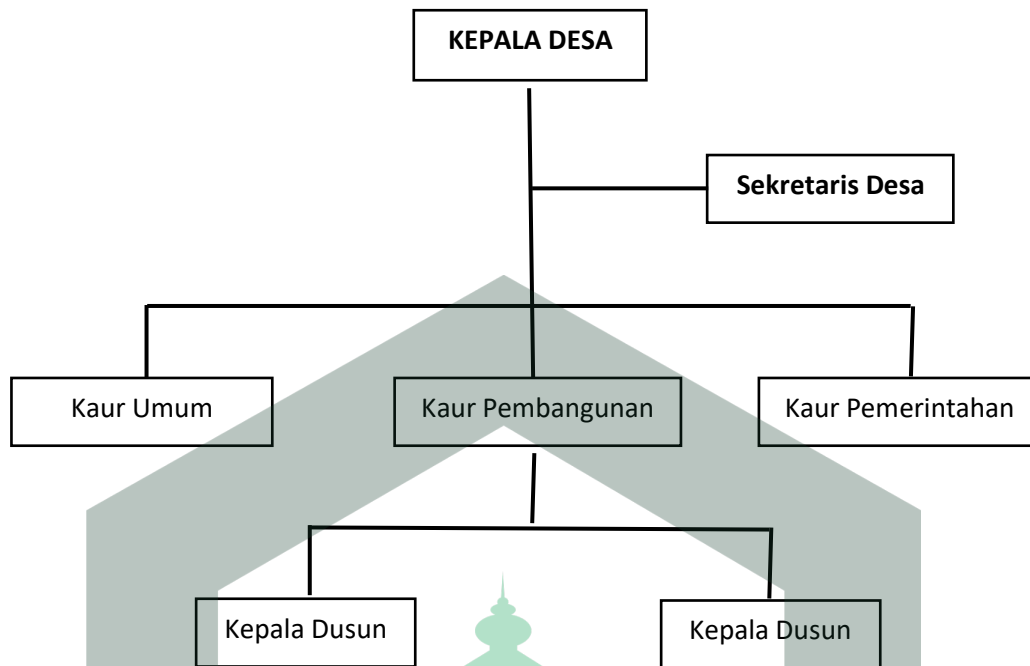 KEPALA DESA
Sekretaris Desa
Kaur Umum
Kaur Pembangunan
Kaur Pemerintahan
Kepala Dusun
Kepala Dusun